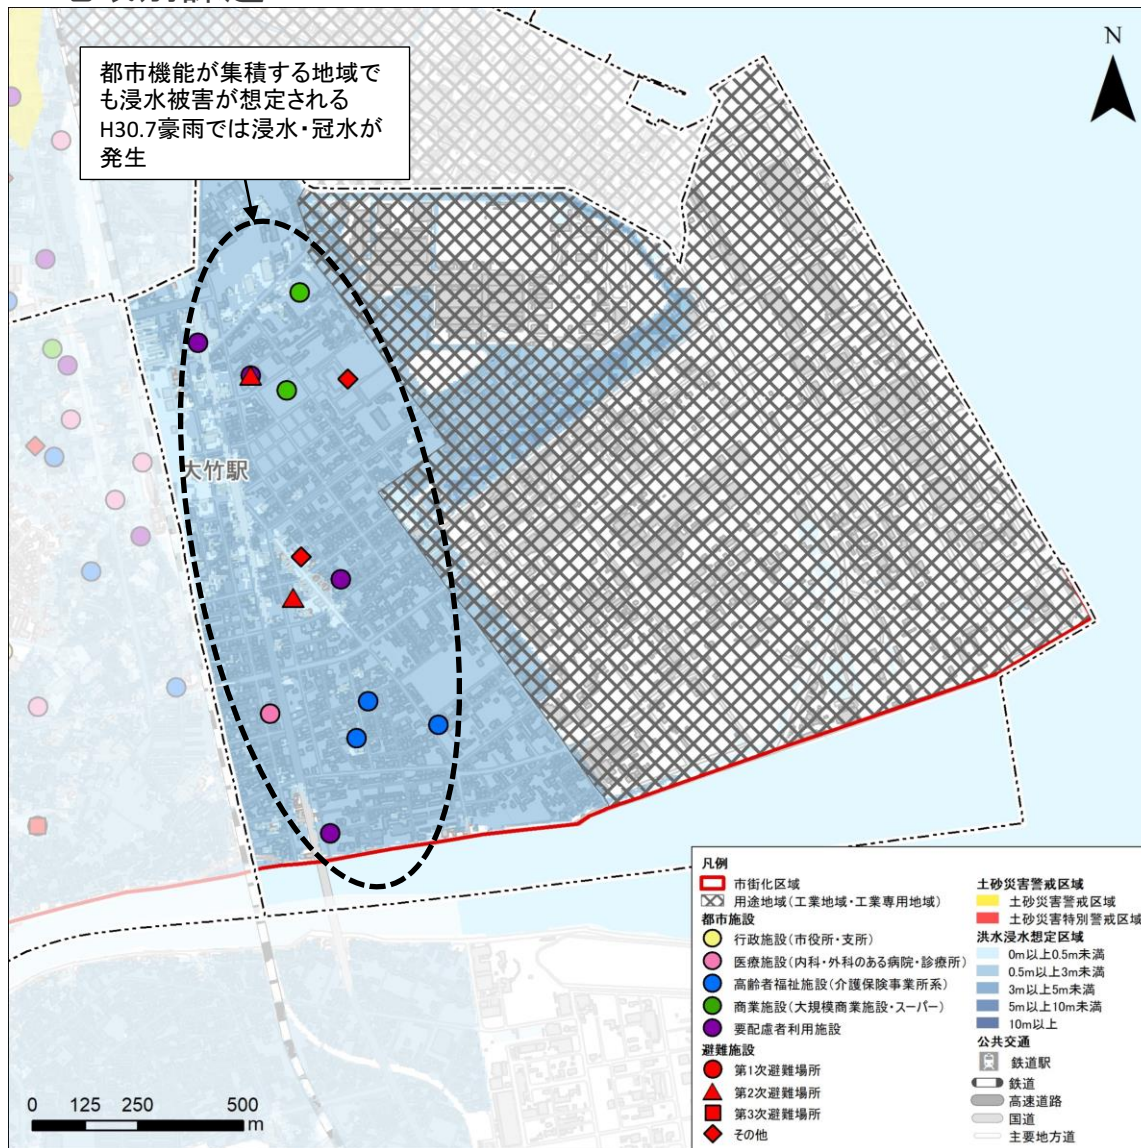 都市機能が集積する地域で
も浸水被害が想定される
H30.7豪雨では浸水・冠水が
発生
N
大竹駅
0 125 250 500
m
凡例
市街化区域
用途地域(工業地域・工業専用地域)
都市施設
行政施設(市役所・支所)
医療施設(内科・外科のある病院・診療所)
高齢者福祉施設(介護保険事業所系)
商業施設(大規模商業施設・スーパー)
要配慮者利用施設
避難施設
第1次避難場所
第2次避難場所
第3次避難場所
その他
土砂災害警戒区域
土砂災害警戒区域
土砂災害特別警戒区域
洪水浸水想定区域
0m以上0.5m未満
0.5m以上3m未満
3m以上5m未満
5m以上10m未満
10m以上
公共交通
鉄道駅
鉄道
高速道路
国道
主要地方道